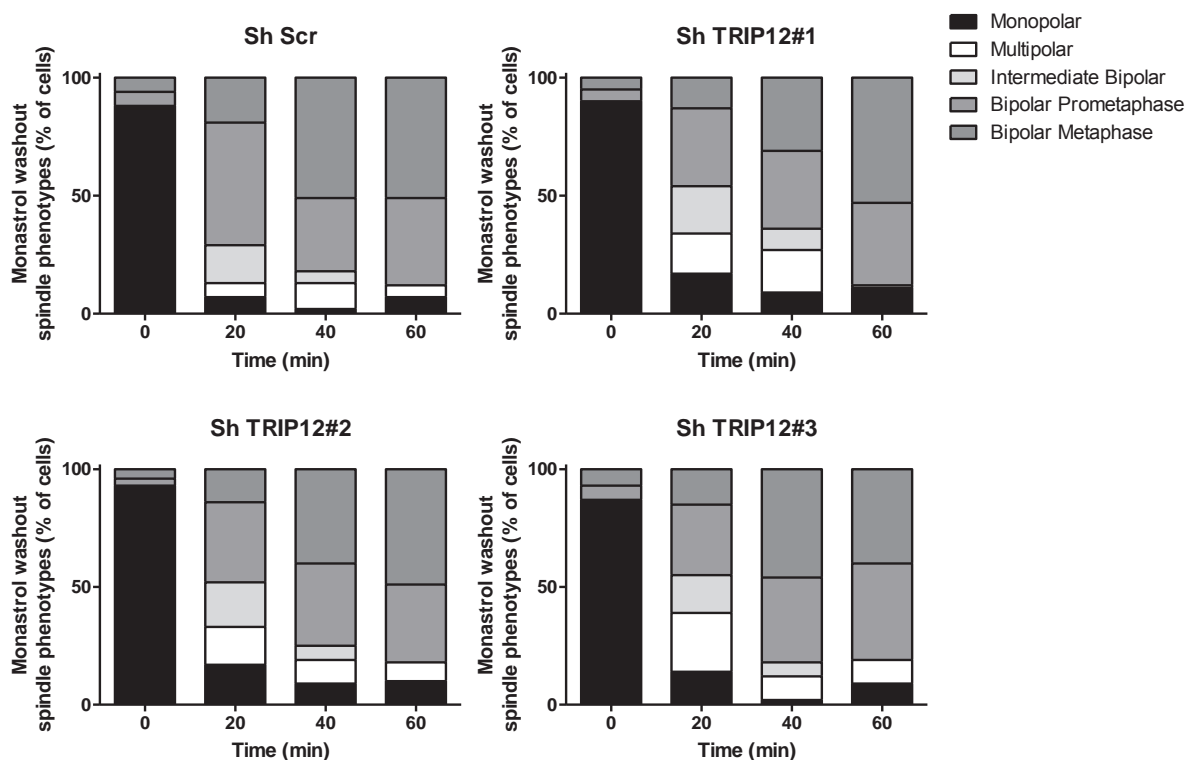 Sh Scr
Monastrol washout
spindle phenotypes (% of cells)
100
50
0
0 20 40 60
Time (min)
Sh TRIP12#1
Monastrol washout
spindle phenotypes (% of cells)
100
50
0
0 20 40 60
Time (min)
Monopolar
Multipolar
Intermediate Bipolar
Bipolar Prometaphase
Bipolar Metaphase
Sh TRIP12#2
Monastrol washout
spindle phenotypes (% of cells)
100
50
0
0 20 40 60
Time (min)
Sh TRIP12#3
Monastrol washout
spindle phenotypes (% of cells)
100
50
0
0 20 40 60
Time (min)